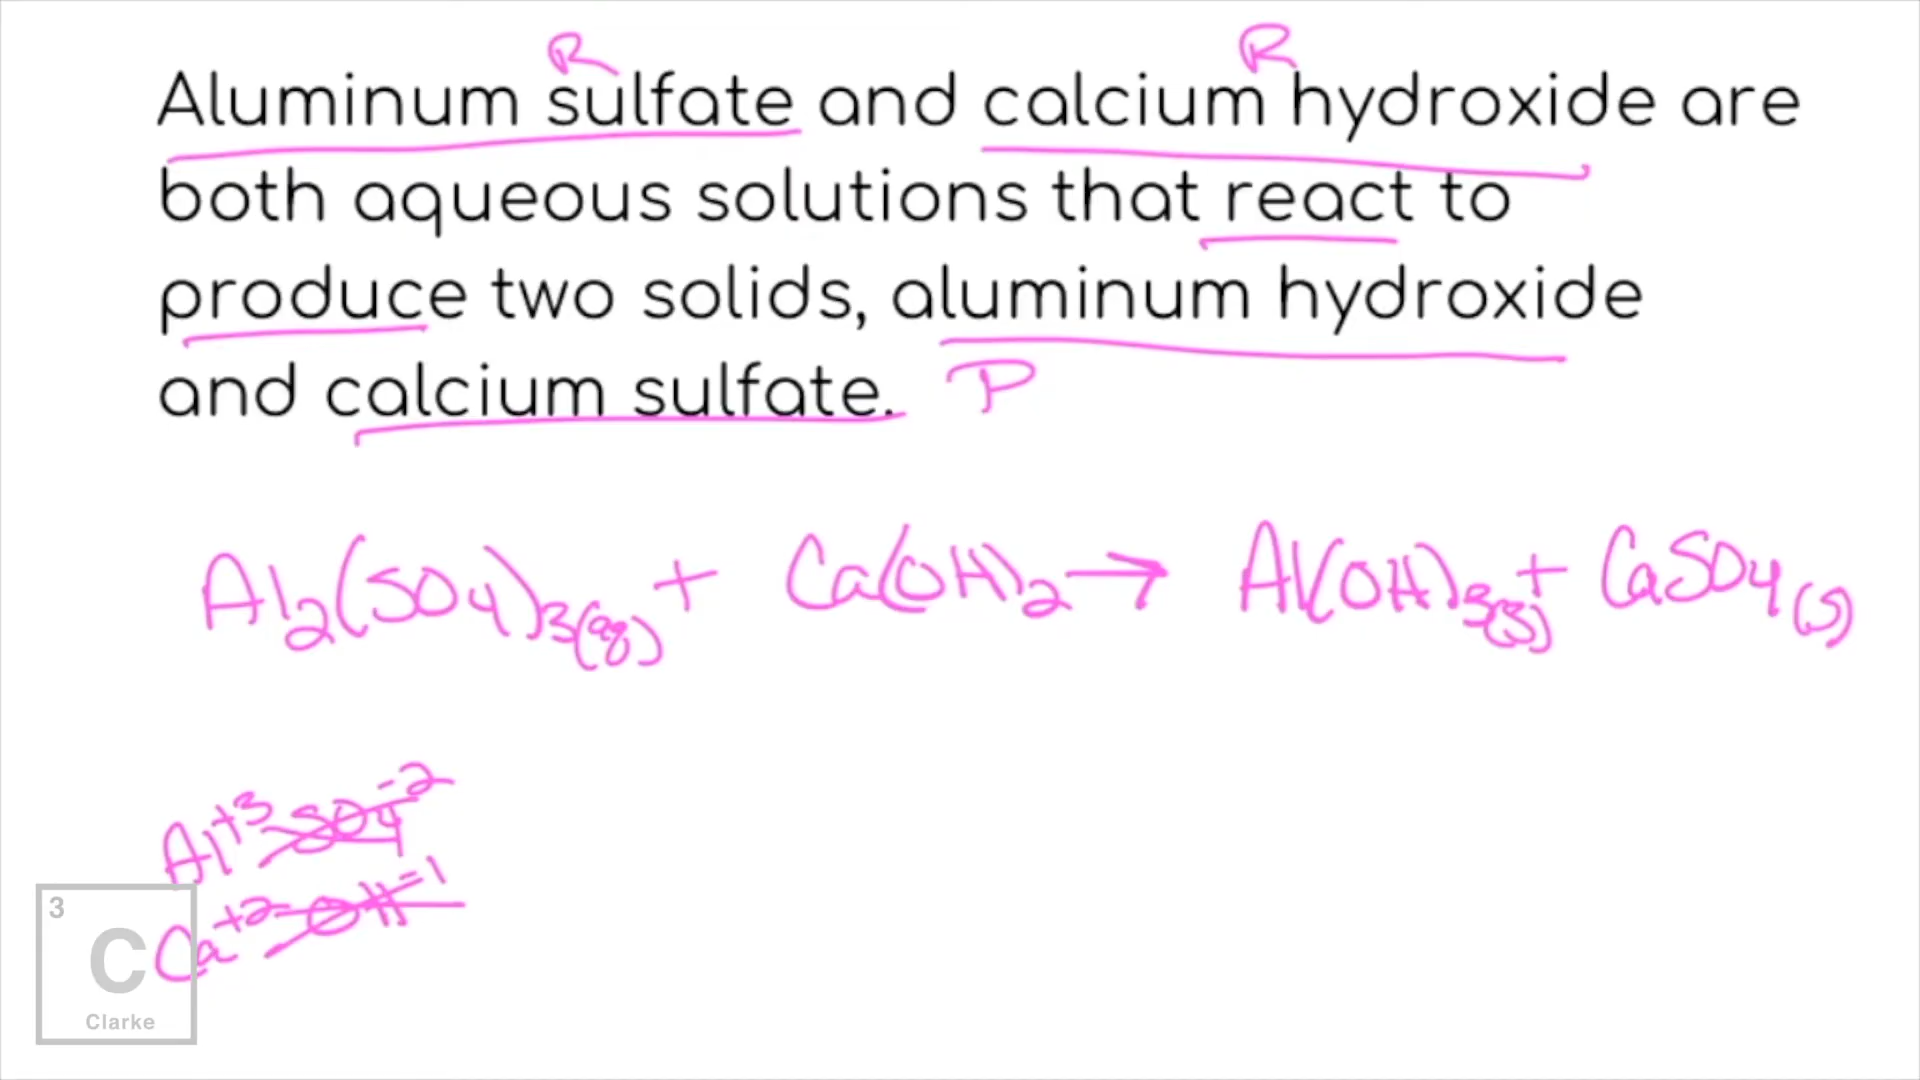 R R
Aluminum sulfate and calcium hydroxide are
both aqueous solutions that react to
produce two solids, aluminum hydroxide
and calcium sulfate. P
Al₂(SO₄)₃(aq) + Ca(OH)₂ → Al(OH)₃(s) + CaSO₄(s)
Al⁺³ SO₄⁻²
Ca⁺² OH⁻¹
3
C
Clarke